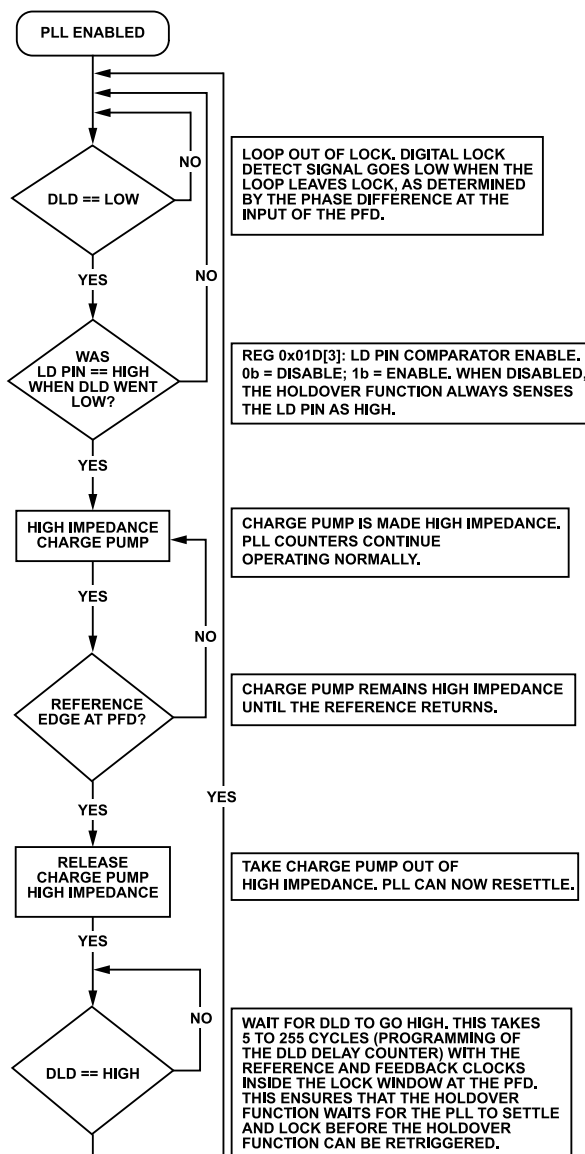 PLL ENABLED
NO
DLD == LOW
LOOP OUT OF LOCK. DIGITAL LOCK
DETECT SIGNAL GOES LOW WHEN THE
LOOP LEAVES LOCK, AS DETERMINED
BY THE PHASE DIFFERENCE AT THE
INPUT OF THE PFD.
YES
NO
WAS
LD PIN == HIGH
WHEN DLD WENT
LOW?
REG 0x01D[3]: LD PIN COMPARATOR ENABLE.
0b = DISABLE; 1b = ENABLE. WHEN DISABLED,
THE HOLDOVER FUNCTION ALWAYS SENSES
THE LD PIN AS HIGH.
YES
HIGH IMPEDANCE
CHARGE PUMP
CHARGE PUMP IS MADE HIGH IMPEDANCE.
PLL COUNTERS CONTINUE
OPERATING NORMALLY.
YES
NO
REFERENCE
EDGE AT PFD?
CHARGE PUMP REMAINS HIGH IMPEDANCE
UNTIL THE REFERENCE RETURNS.
YES
YES
RELEASE
CHARGE PUMP
HIGH IMPEDANCE
TAKE CHARGE PUMP OUT OF
HIGH IMPEDANCE. PLL CAN NOW RESETTLE.
YES
NO
DLD == HIGH
WAIT FOR DLD TO GO HIGH. THIS TAKES
5 TO 255 CYCLES (PROGRAMMING OF
THE DLD DELAY COUNTER) WITH THE
REFERENCE AND FEEDBACK CLOCKS
INSIDE THE LOCK WINDOW AT THE PFD.
THIS ENSURES THAT THE HOLDOVER
FUNCTION WAITS FOR THE PLL TO SETTLE
AND LOCK BEFORE THE HOLDOVER
FUNCTION CAN BE RETRIGGERED.